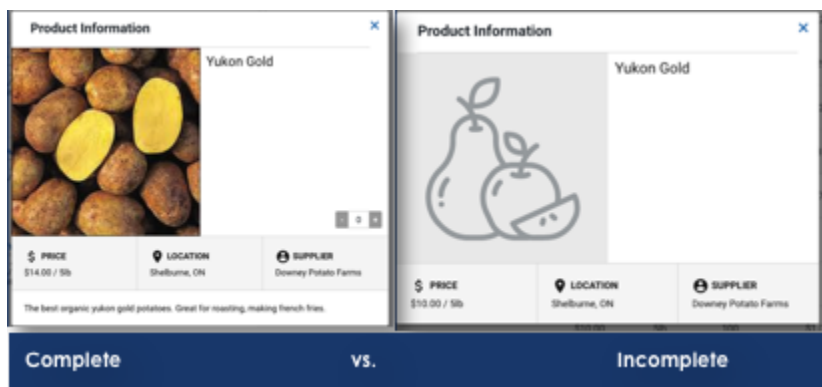 Product Information
×
Yukon Gold
- 0 +
$ PRICE
LOCATION
SUPPLIER
$14.00 / 5lb
Shelburne, ON
Downey Potato Farms
The best organic yukon gold potatoes. Great for roasting, making french fries.
Product Information
×
Yukon Gold
$ PRICE
LOCATION
SUPPLIER
$10.00 / 5lb
Shelburne, ON
Downey Potato Farms
Complete vs. Incomplete